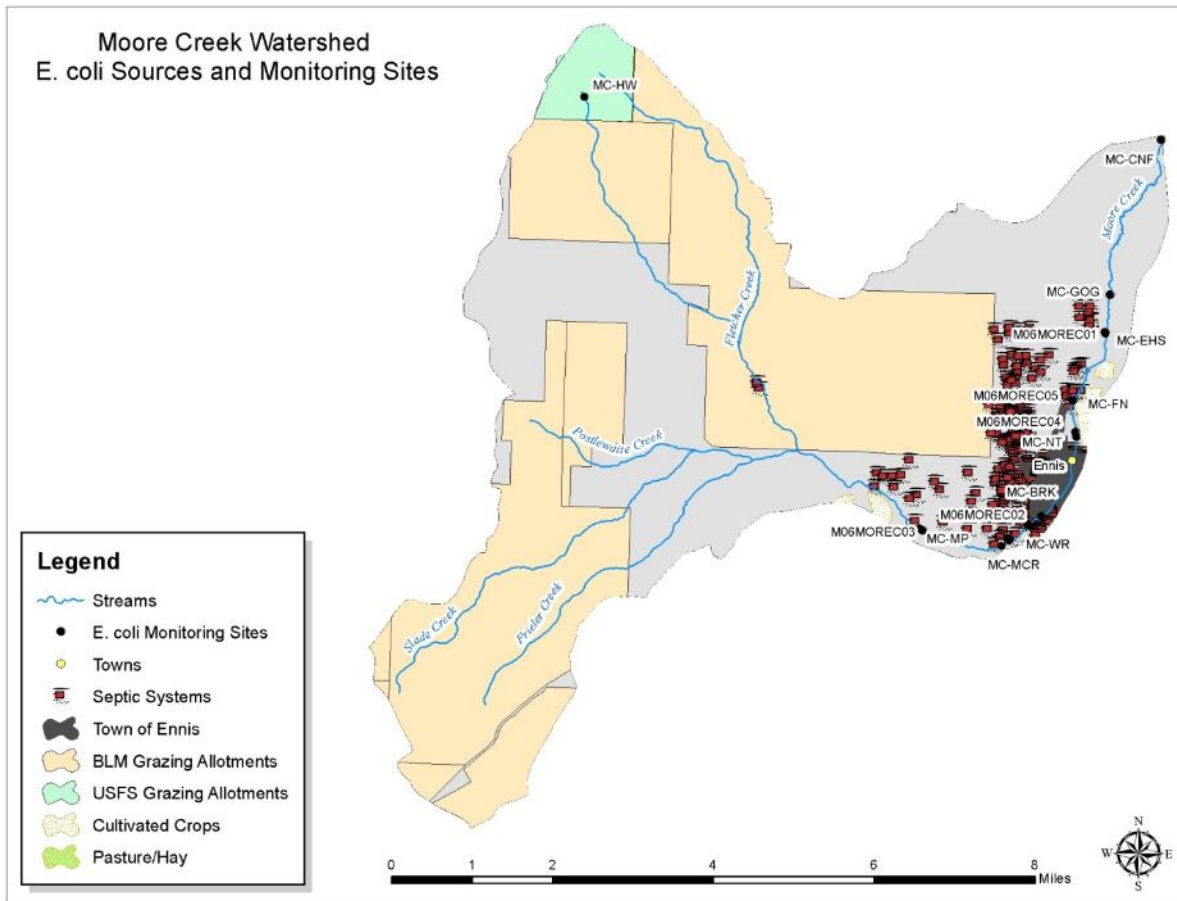 Moore Creek Watershed
E. coli Sources and Monitoring Sites
MC-HW
MC-CNF
Moore Creek
MC-GOG
M06MOREC01
MC-EHS
Fletcher Creek
M06MOREC05
MC-FN
M06MOREC04
MC-NT
Postlewaite Creek
Ennis
MC-BRK
M06MOREC02
M06MOREC03
MC-MP
MC-WR
MC-MCR
Slade Creek
Frieler Creek
Legend
Streams
E. coli Monitoring Sites
Towns
Septic Systems
Town of Ennis
BLM Grazing Allotments
USFS Grazing Allotments
Cultivated Crops
Pasture/Hay
N
W E
S
0 1 2 4 6 8
Miles